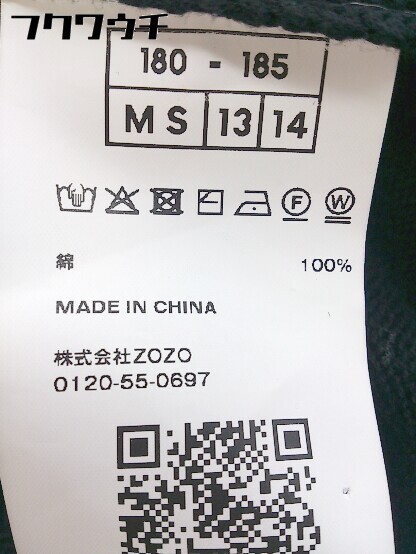 フクワウチ
180 - 185
MS 13 14
F W
綿 100%
MADE IN CHINA
株式会社ZOZO
0120-55-0697